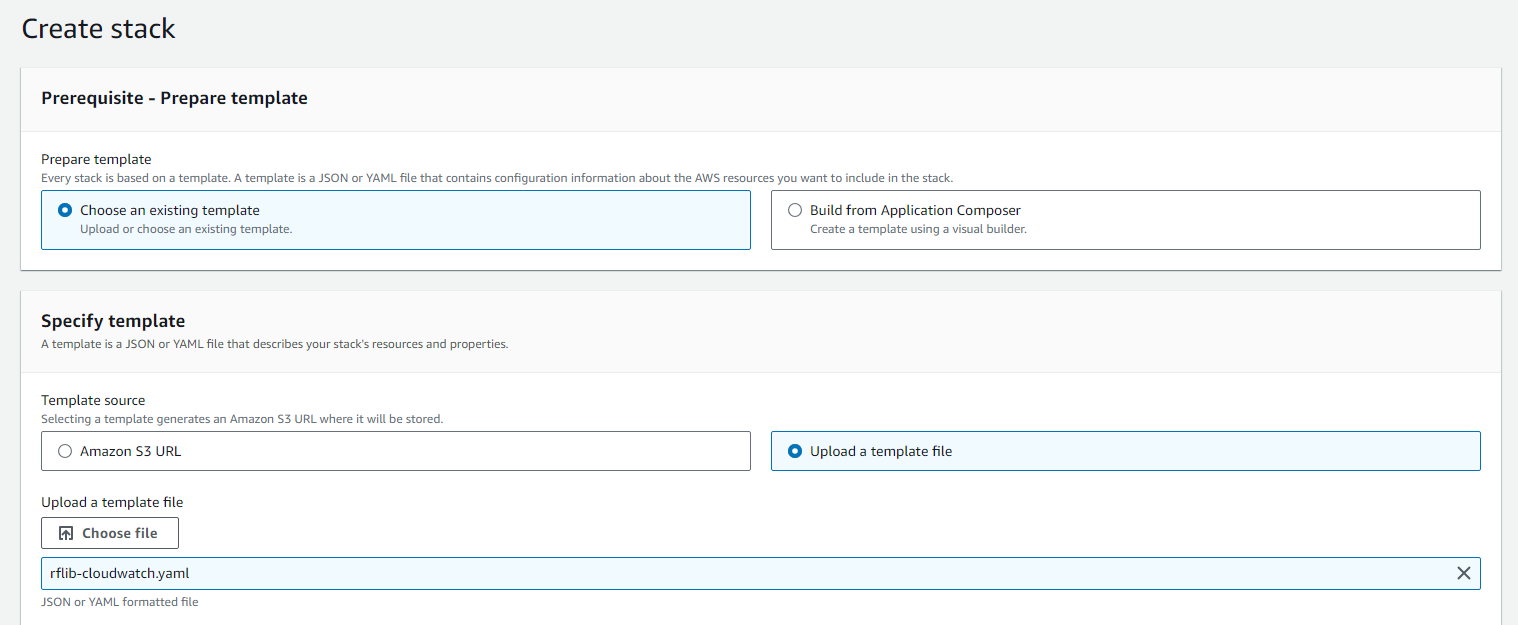 Create stack
Prerequisite - Prepare template
Prepare template
Every stack is based on a template. A template is a JSON or YAML file that contains configuration information about the AWS resources you want to include in the stack.
Choose an existing template
Upload or choose an existing template.
Build from Application Composer
Create a template using a visual builder.
Specify template
A template is a JSON or YAML file that describes your stack's resources and properties.
Template source
Selecting a template generates an Amazon S3 URL where it will be stored.
Amazon S3 URL
Upload a template file
Upload a template file
Choose file
rflib-cloudwatch.yaml
JSON or YAML formatted file